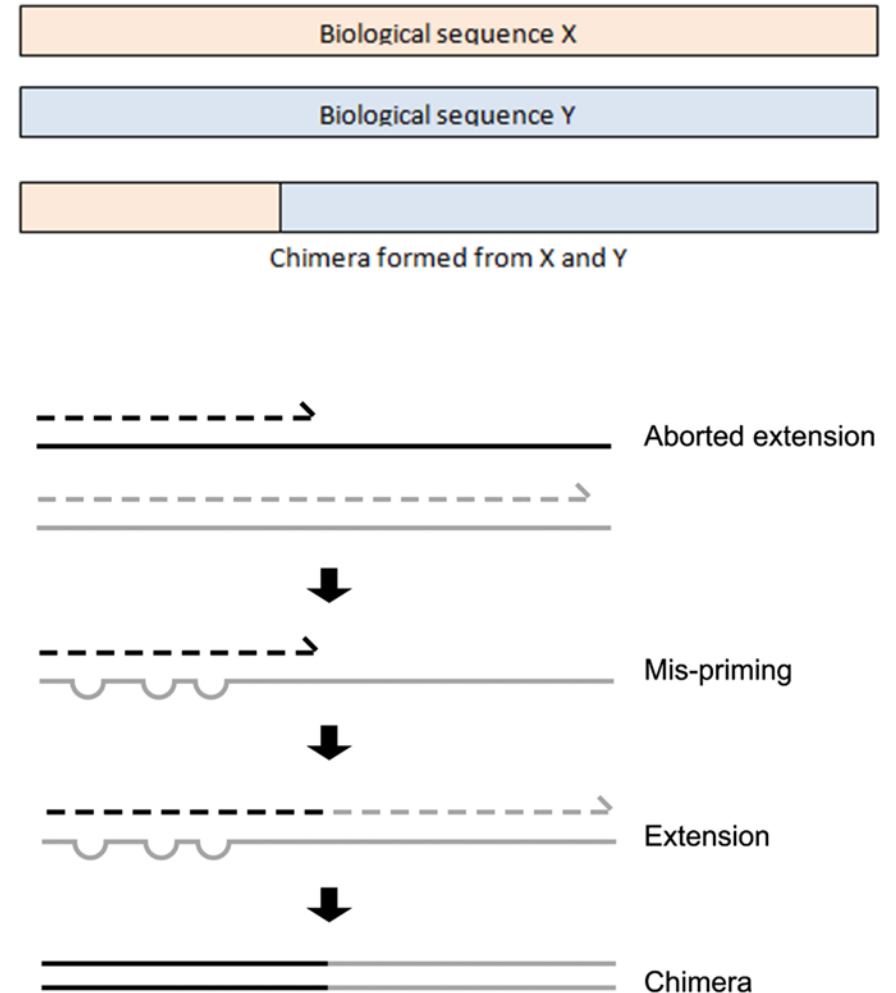 Biological sequence X
Biological sequence Y
Chimera formed from X and Y
Aborted extension
Mis-priming
Extension
Chimera